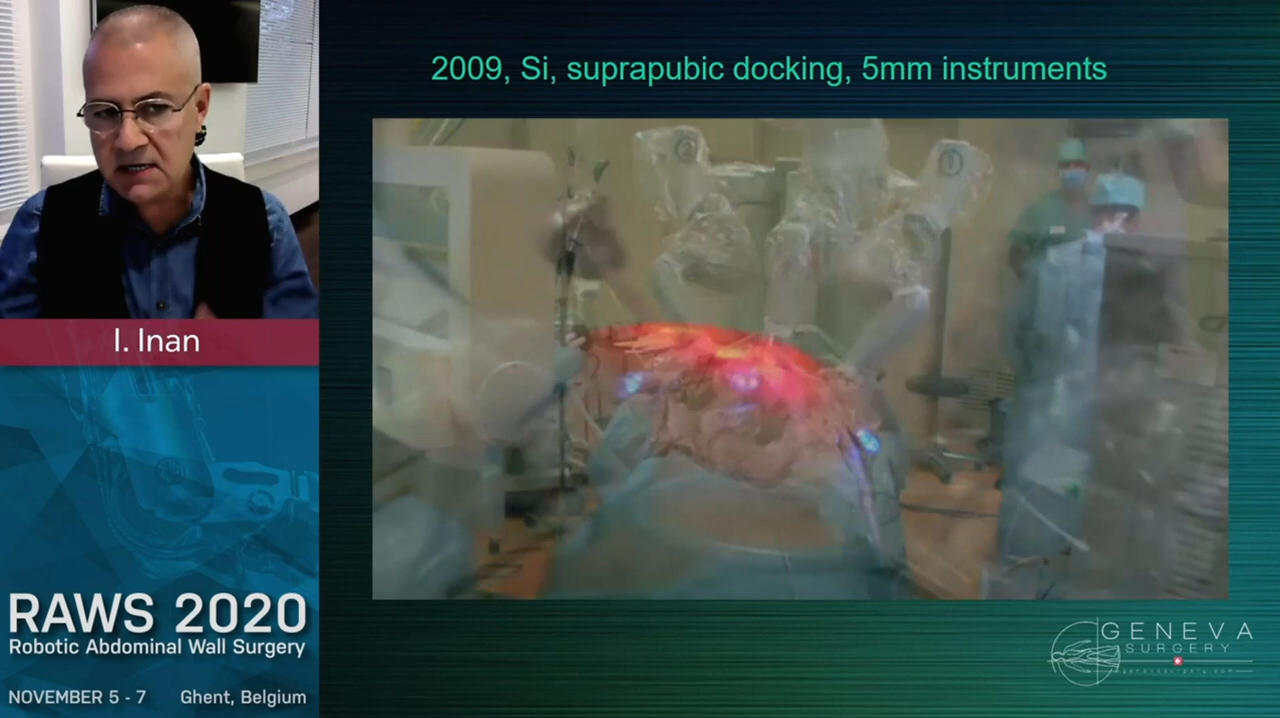 2009, Si, suprapubic docking, 5mm instruments
I. Inan
RAWS 2020
Robotic Abdominal Wall Surgery
NOVEMBER 5 - 7 Ghent, Belgium
GENEVA
SURGERY